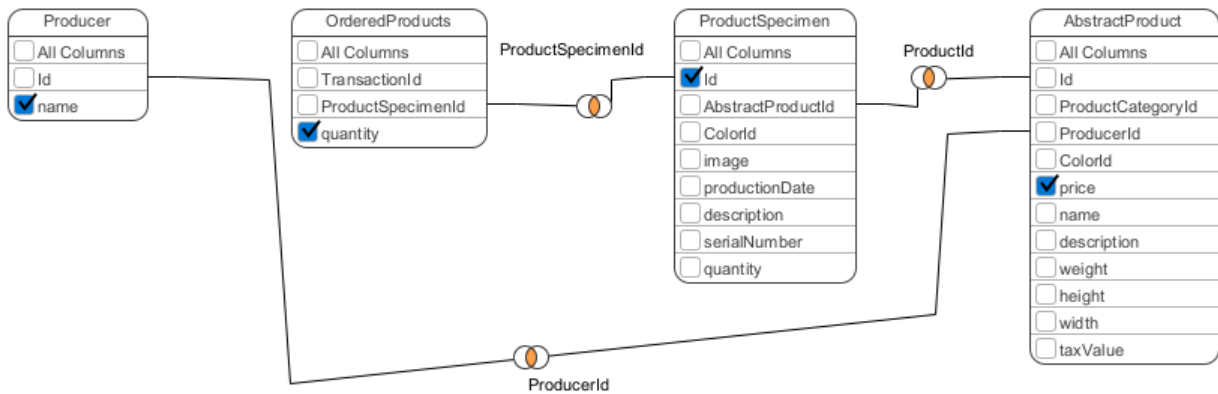 Producer
All Columns
Id
name
OrderedProducts
All Columns
TransactionId
ProductSpecimenId
quantity
ProductSpecimenId
ProductSpecimen
All Columns
Id
AbstractProductId
ColorId
image
productionDate
description
serialNumber
quantity
ProductId
AbstractProduct
All Columns
Id
ProductCategoryId
ProducerId
ColorId
price
name
description
weight
height
width
taxValue
ProducerId